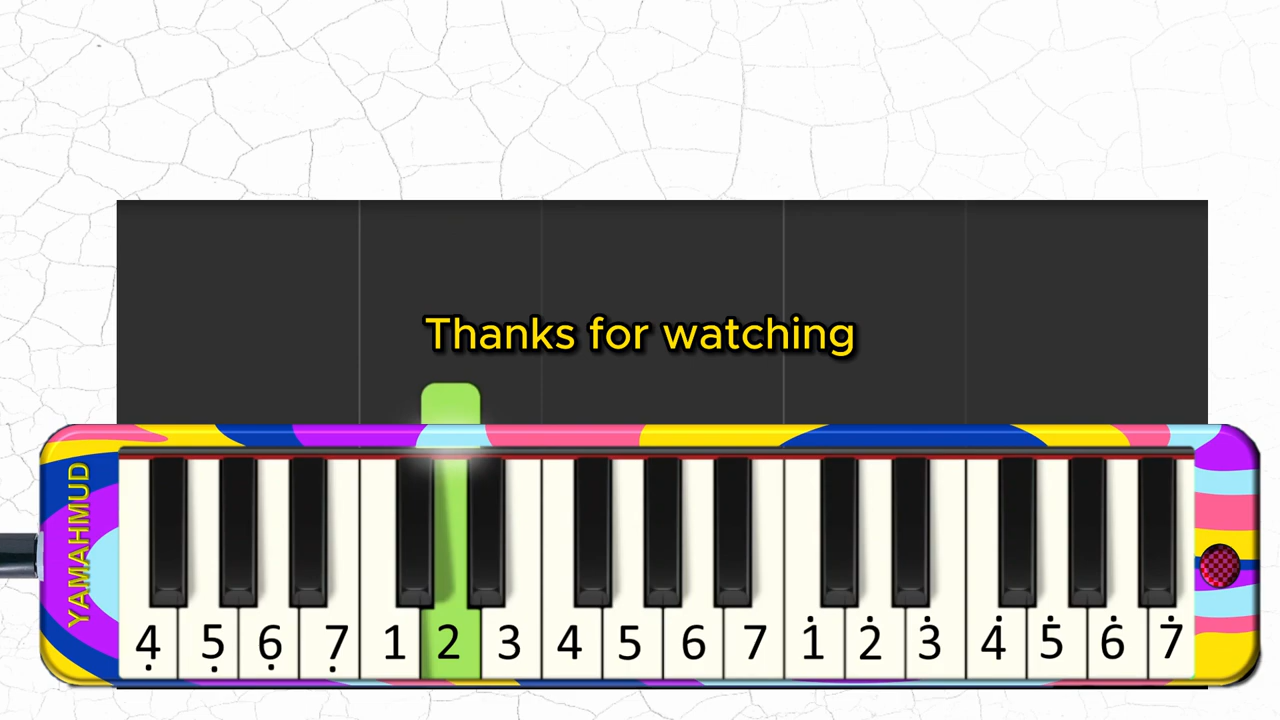 Thanks for watching
YAMAHMUD
4̣ 5̣ 6̣ 7̣ 1 2 3 4 5 6 7 1̇ 2̇ 3̇ 4̇ 5̇ 6̇ 7̇